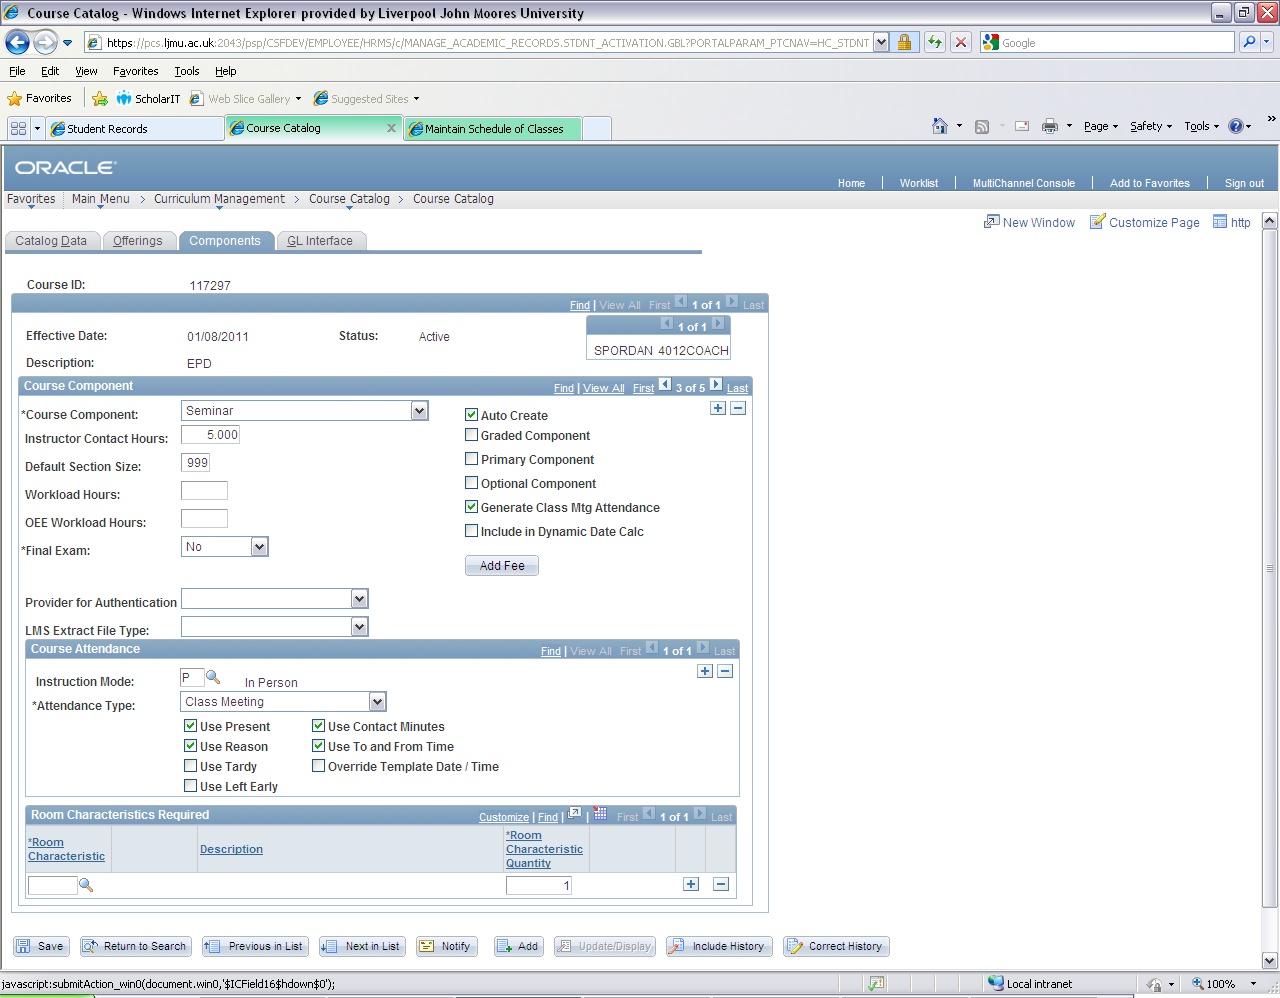 Course Catalog - Windows Internet Explorer provided by Liverpool John Moores University
https://pcs.ljmu.ac.uk:2043/psp/CSFDEV/EMPLOYEE/HRMS/c/MANAGE_ACADEMIC_RECORDS.STDNT_ACTIVATION.GBL?PORTALPARAM_PTCNAV=HC_STDNT Google
File Edit View Favorites Tools Help
Favorites ScholarIT Web Slice Gallery Suggested Sites
Student Records Course Catalog Maintain Schedule of Classes Page Safety Tools
ORACLE
Home Worklist MultiChannel Console Add to Favorites Sign out
Favorites Main Menu > Curriculum Management > Course Catalog > Course Catalog
New Window Customize Page http
Catalog Data Offerings Components GL Interface
Course ID: 117297
Find | View All First 1 of 1 Last
Effective Date: 01/08/2011 Status: Active 1 of 1
SPORDAN 4012COACH
Description: EPD
Course Component Find | View All First 3 of 5 Last
*Course Component: Seminar Auto Create
Instructor Contact Hours: 5.000 Graded Component
Default Section Size: 999 Primary Component
Optional Component
Workload Hours:
Generate Class Mtg Attendance
OEE Workload Hours:
Include in Dynamic Date Calc
*Final Exam: No
Add Fee
Provider for Authentication
LMS Extract File Type:
Course Attendance Find | View All First 1 of 1 Last
Instruction Mode: P In Person
*Attendance Type: Class Meeting
Use Present Use Contact Minutes
Use Reason Use To and From Time
Use Tardy Override Template Date / Time
Use Left Early
Room Characteristics Required Customize | Find | | First 1 of 1 Last
*Room Characteristic Description *Room Characteristic Quantity
1
Save Return to Search Previous in List Next in List Notify Add Update/Display Include History Correct History
javascript:submitAction_win0(document.win0,'$ICField16$hdown$0'); Local intranet 100%